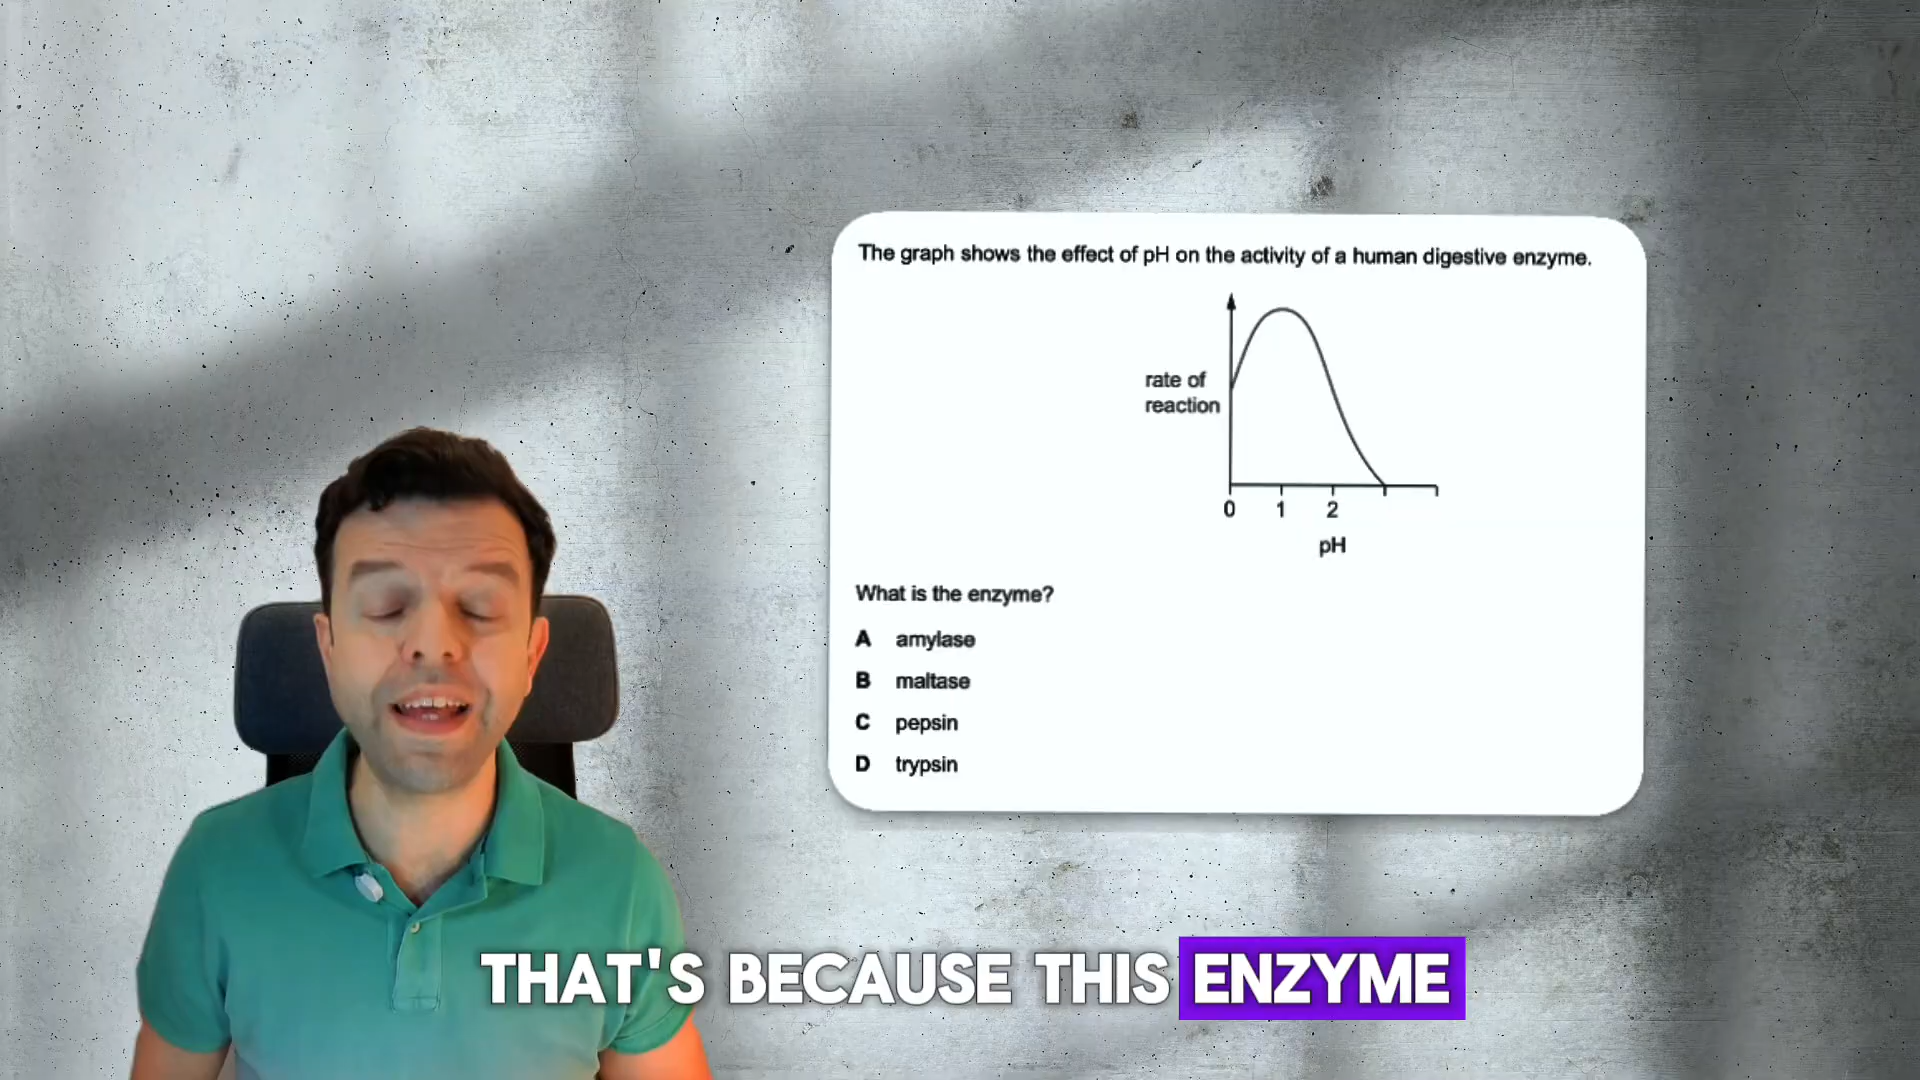 The graph shows the effect of pH on the activity of a human digestive enzyme.
rate of
reaction
0 1 2
pH
What is the enzyme?
A amylase
B maltase
C pepsin
D trypsin
THAT'S BECAUSE THIS ENZYME